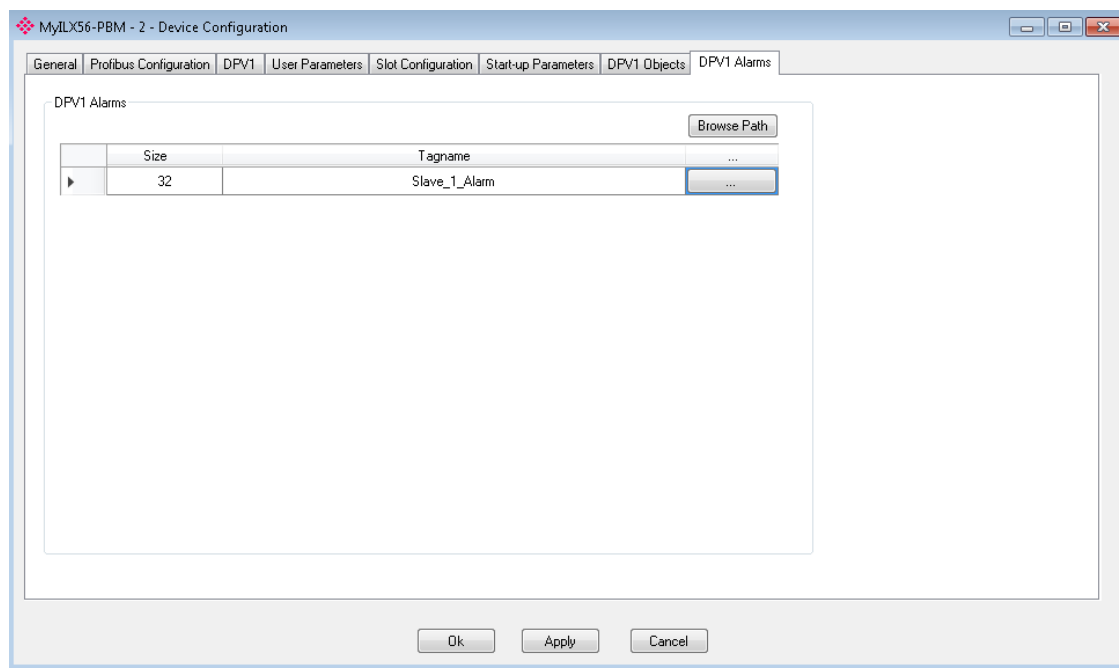 MyILX56-PBM - 2 - Device Configuration
General Profibus Configuration DPV1 User Parameters Slot Configuration Start-up Parameters DPV1 Objects DPV1 Alarms
DPV1 Alarms
Browse Path
Size Tagname ...
32 Slave_1_Alarm ...
Ok Apply Cancel